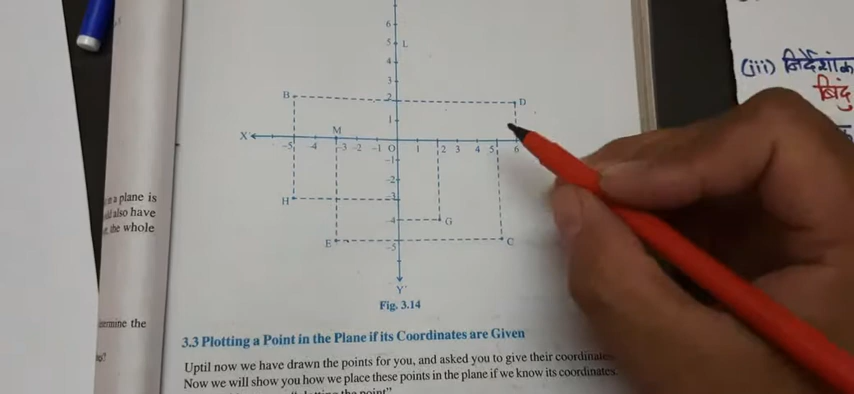 6
5 L
4
3
B 2 D
1
(iii) निर्देशांक
बिंदु
X' M
-5 -4 -3 -2 -1 O 1 2 3 4 5 6
-1
-2
H -3
-4 G
E -5 C
Y'
Fig. 3.14
a plane is
also have
the whole
the
3.3 Plotting a Point in the Plane if its Coordinates are Given
Uptil now we have drawn the points for you, and asked you to give their coordinates
Now we will show you how we place these points in the plane if we know its coordinates
the point"